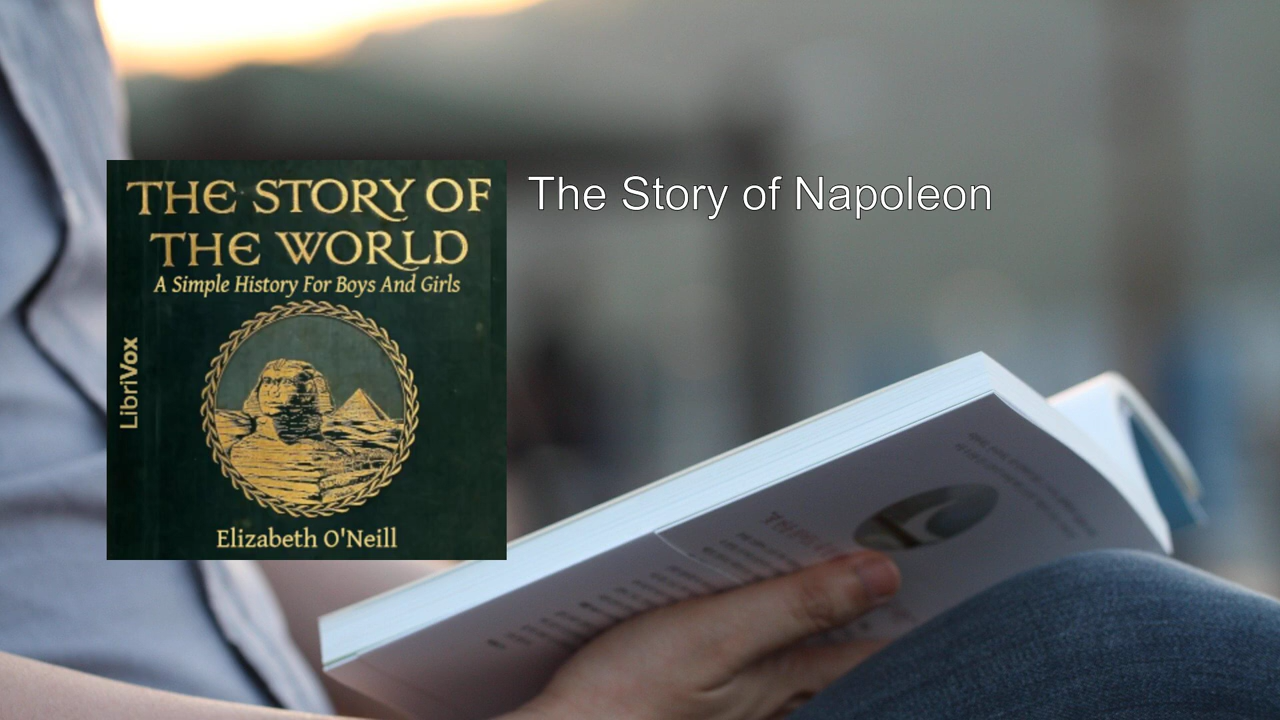 THE STORY OF
THE WORLD
A Simple History For Boys And Girls
LibriVox
Elizabeth O'Neill
The Story of Napoleon